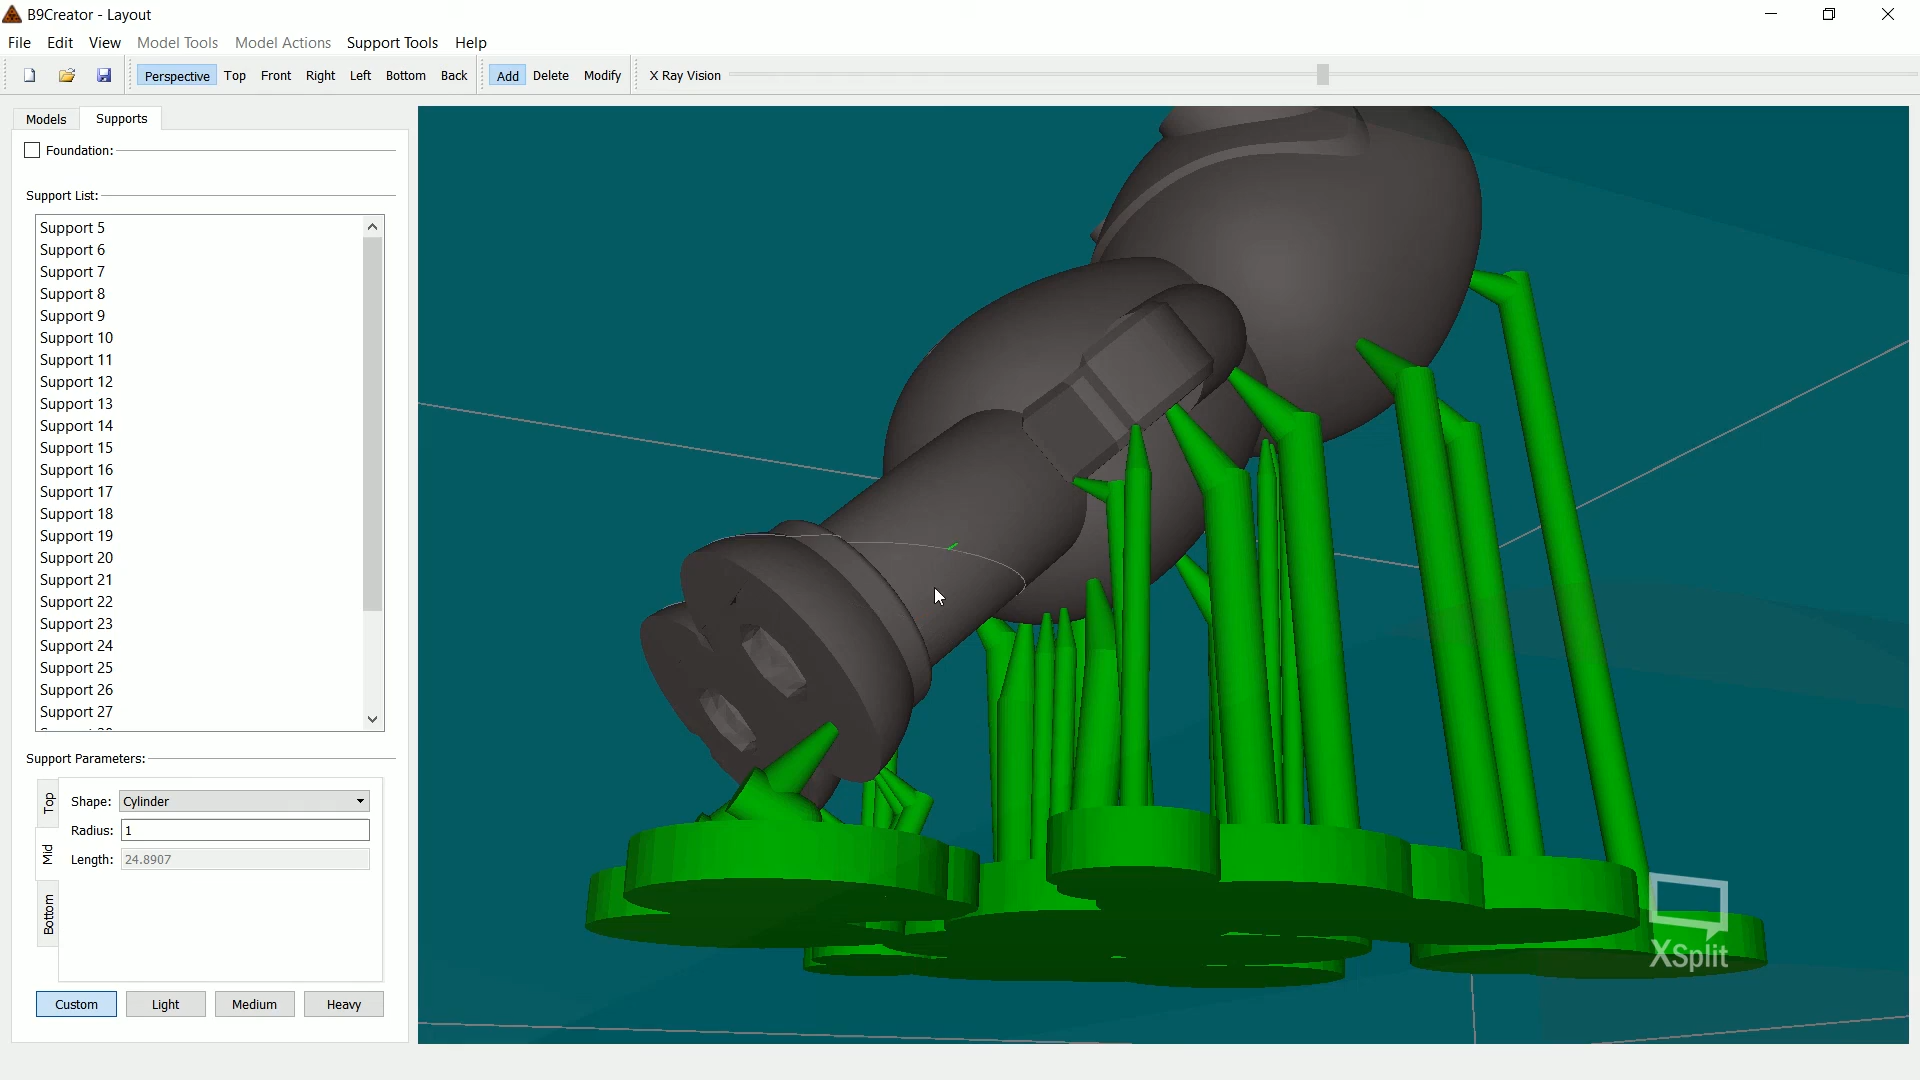 B9Creator - Layout
File Edit View Model Tools Model Actions Support Tools Help
Perspective Top Front Right Left Bottom Back Add Delete Modify X Ray Vision
Models Supports
Foundation:
Support List:
Support 5
Support 6
Support 7
Support 8
Support 9
Support 10
Support 11
Support 12
Support 13
Support 14
Support 15
Support 16
Support 17
Support 18
Support 19
Support 20
Support 21
Support 22
Support 23
Support 24
Support 25
Support 26
Support 27
Support Parameters:
Top
Mid
Bottom
Shape: Cylinder
Radius: 1
Length: 24.8907
Custom Light Medium Heavy
XSplit